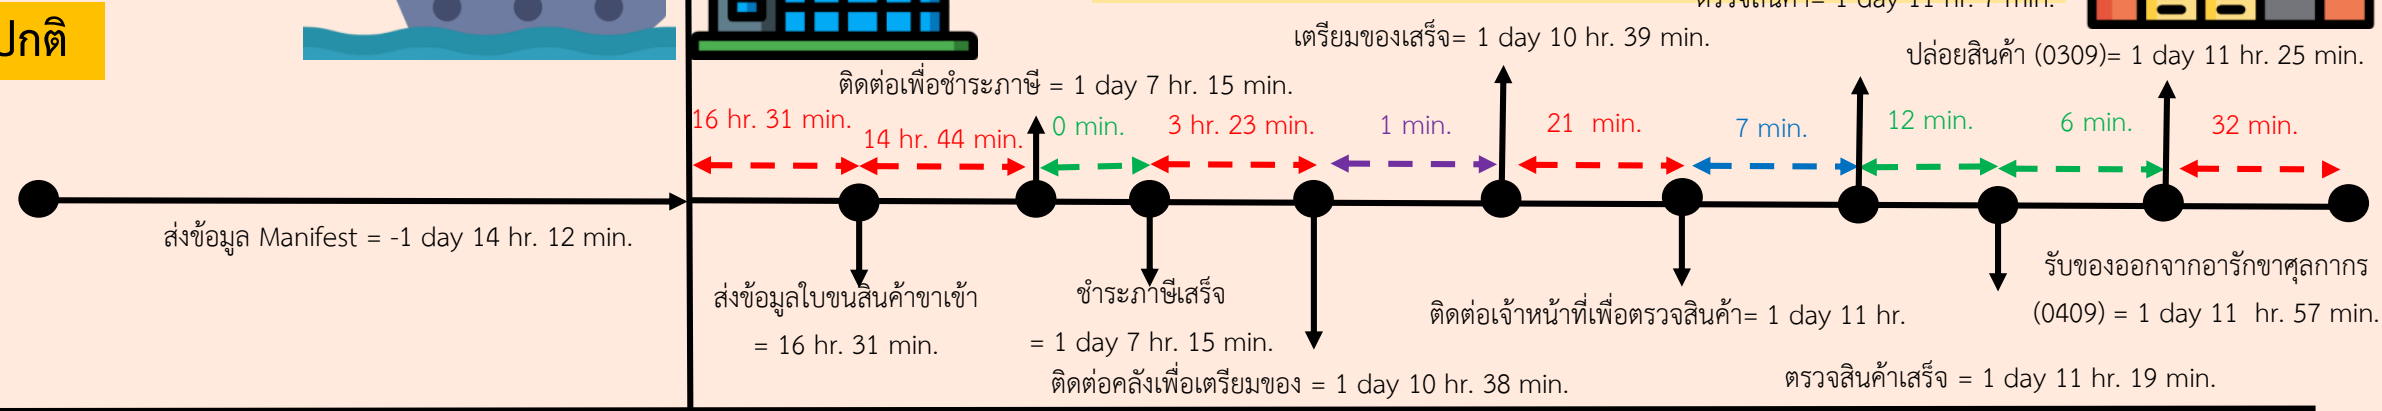 ปกติ
เตรียมของเสร็จ= 1 day 10 hr. 39 min.
ปล่อยสินค้า (0309)= 1 day 11 hr. 25 min.
ติดต่อเพื่อชำระภาษี = 1 day 7 hr. 15 min.
16 hr. 31 min.
14 hr. 44 min.
0 min.
3 hr. 23 min.
1 min.
21 min.
7 min.
12 min.
6 min.
32 min.
ส่งข้อมูล Manifest = -1 day 14 hr. 12 min.
ส่งข้อมูลใบขนสินค้าขาเข้า
= 16 hr. 31 min.
ชำระภาษีเสร็จ
= 1 day 7 hr. 15 min.
ติดต่อคลังเพื่อเตรียมของ = 1 day 10 hr. 38 min.
ติดต่อเจ้าหน้าที่เพื่อตรวจสินค้า= 1 day 11 hr.
ตรวจสินค้าเสร็จ = 1 day 11 hr. 19 min.
รับของออกจากอารักขาศุลกากร
(0409) = 1 day 11 hr. 57 min.